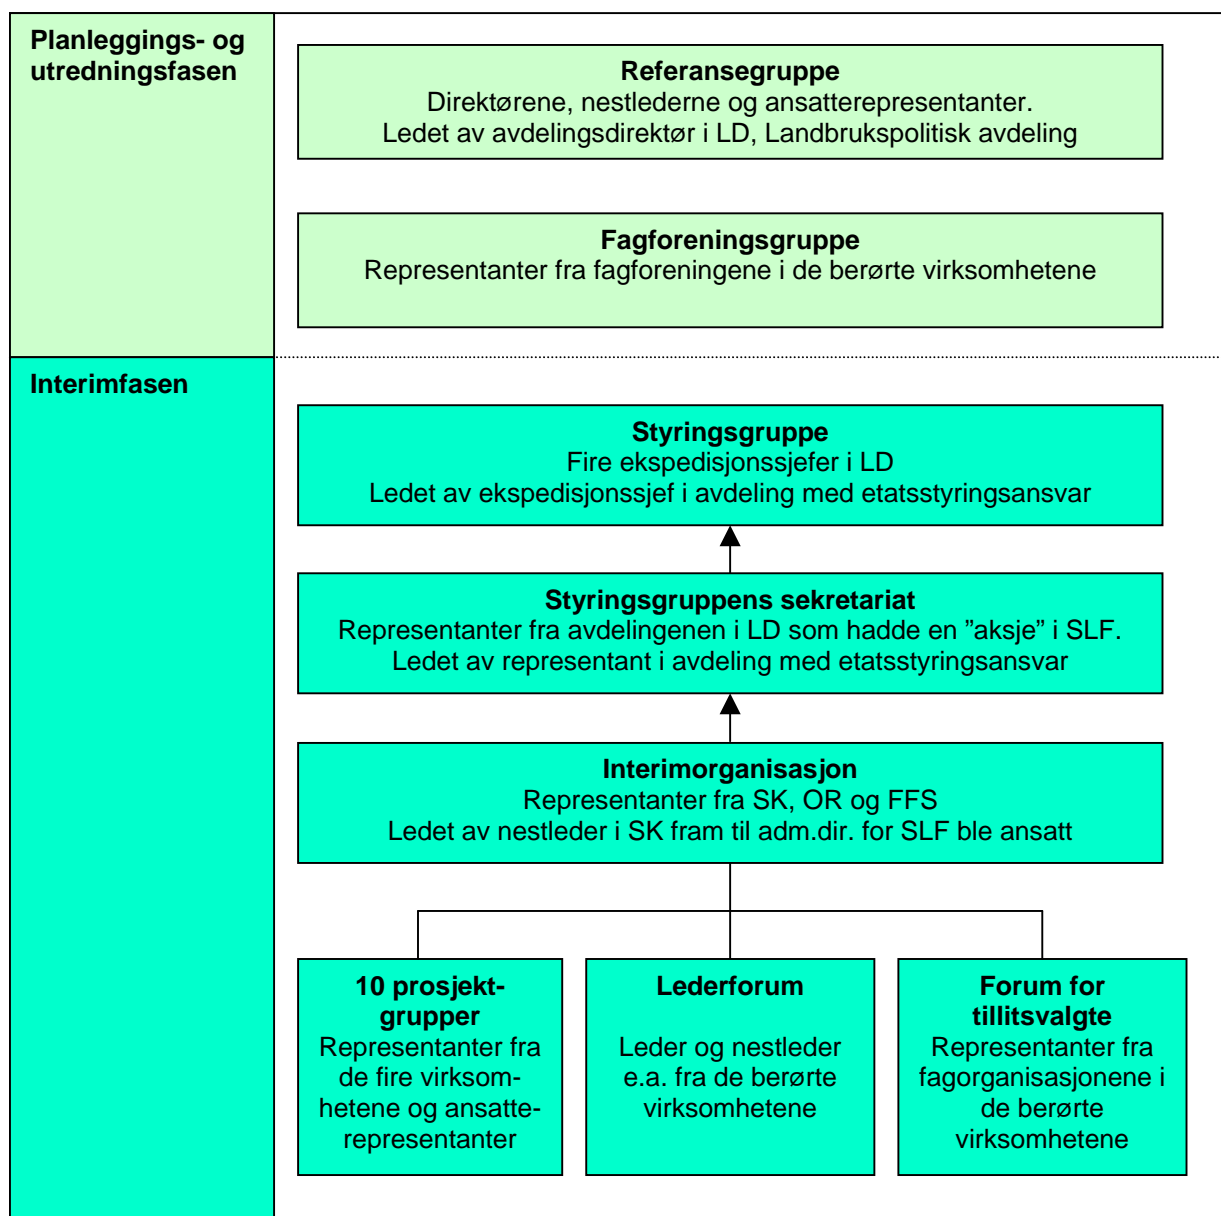 Planleggings- og
utredningsfasen
Referansegruppe
Direktørene, nestlederne og ansatterepresentanter.
Ledet av avdelingsdirektør i LD, Landbrukspolitisk avdeling
Fagforeningsgruppe
Representanter fra fagforeningene i de berørte virksomhetene
Interimfasen
Styringsgruppe
Fire ekspedisjonssjefer i LD
Ledet av ekspedisjonssjef i avdeling med etatsstyringsansvar
Styringsgruppens sekretariat
Representanter fra avdelingenen i LD som hadde en ”aksje” i SLF.
Ledet av representant i avdeling med etatsstyringsansvar
Interimorganisasjon
Representanter fra SK, OR og FFS
Ledet av nestleder i SK fram til adm.dir. for SLF ble ansatt
10 prosjekt-
grupper
Representanter fra
de fire virksom-
hetene og ansatte-
representanter
Lederforum
Leder og nestleder
e.a. fra de berørte
virksomhetene
Forum for
tillitsvalgte
Representanter fra
fagorganisasjonene i
de berørte
virksomhetene